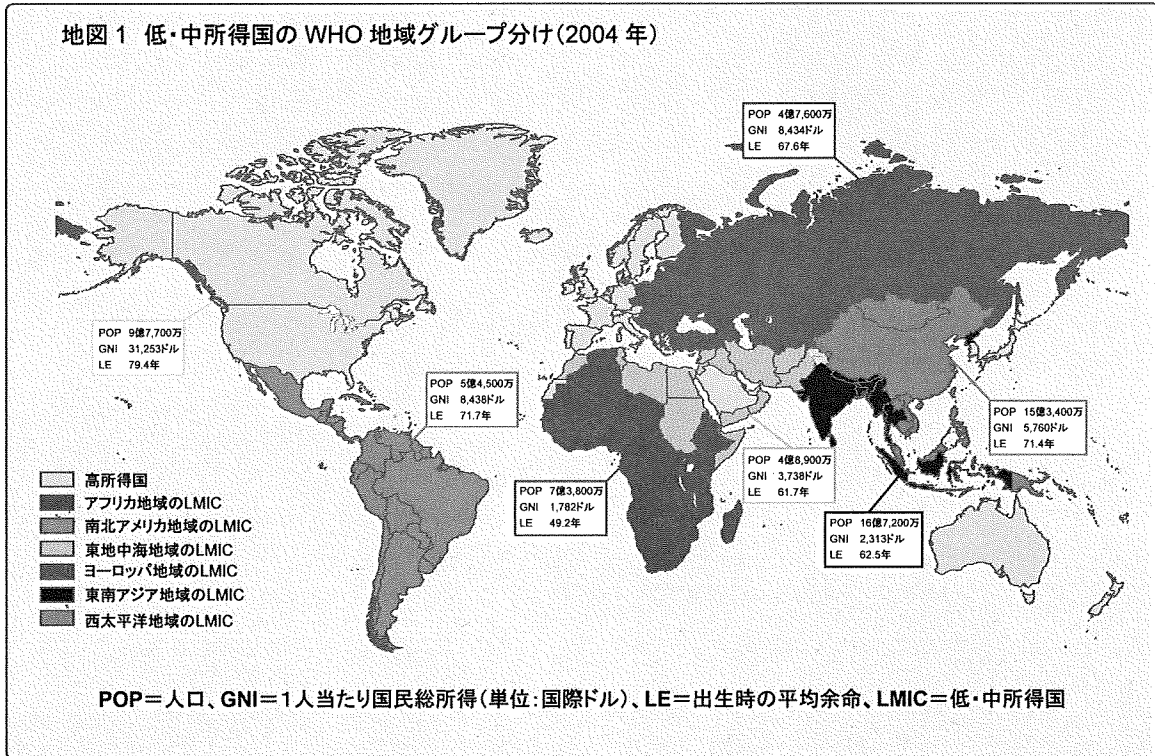 地図1 低・中所得国の WHO 地域グループ分け(2004 年)
POP 4億7,600万
GNI 8,434ドル
LE 67.6年
POP 9億7,700万
GNI 31,253ドル
LE 79.4年
POP 5億4,500万
GNI 8,438ドル
LE 71.7年
POP 15億3,400万
GNI 5,760ドル
LE 71.4年
POP 4億8,900万
GNI 3,738ドル
LE 61.7年
POP 7億3,800万
GNI 1,782ドル
LE 49.2年
POP 16億7,200万
GNI 2,313ドル
LE 62.5年
高所得国
アフリカ地域のLMIC
南北アメリカ地域のLMIC
東地中海地域のLMIC
ヨーロッパ地域のLMIC
東南アジア地域のLMIC
西太平洋地域のLMIC
POP=人口、GNI=1人当たり国民総所得(単位:国際ドル)、LE=出生時の平均余命、LMIC=低・中所得国